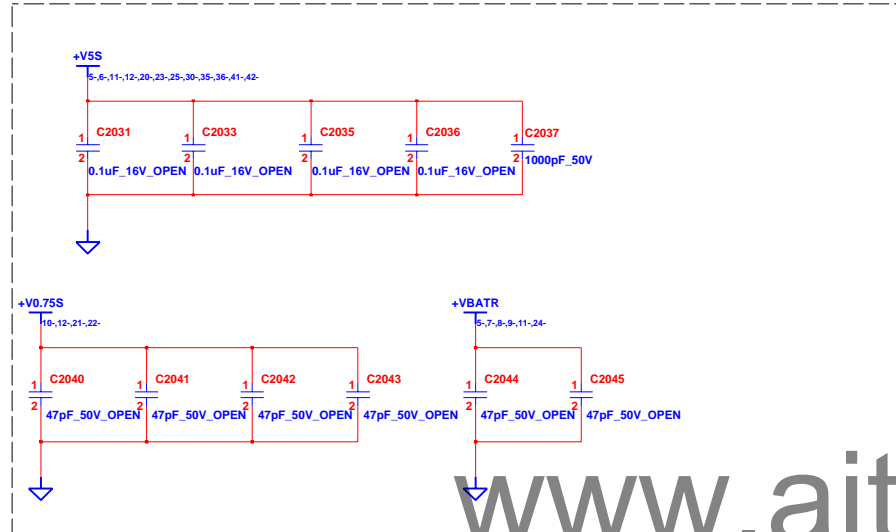 +V5S
5-,6-,11-,12-,20-,23-,25-,30-,35-,36-,41-,42-
1 C2031 1 C2033 1 C2035 1 C2036 1 C2037
2 2 2 2 2 1000pF_50V
0.1uF_16V_OPEN 0.1uF_16V_OPEN 0.1uF_16V_OPEN 0.1uF_16V_OPEN
+V0.75S +VBATR
10-,12-,21-,22- 5-,7-,8-,9-,11-,24-
1 C2040 1 C2041 1 C2042 1 C2043 1 C2044 1 C2045
2 2 2 2 2 2
47pF_50V_OPEN 47pF_50V_OPEN 47pF_50V_OPEN 47pF_50V_OPEN 47pF_50V_OPEN 47pF_50V_OPEN
www.ait